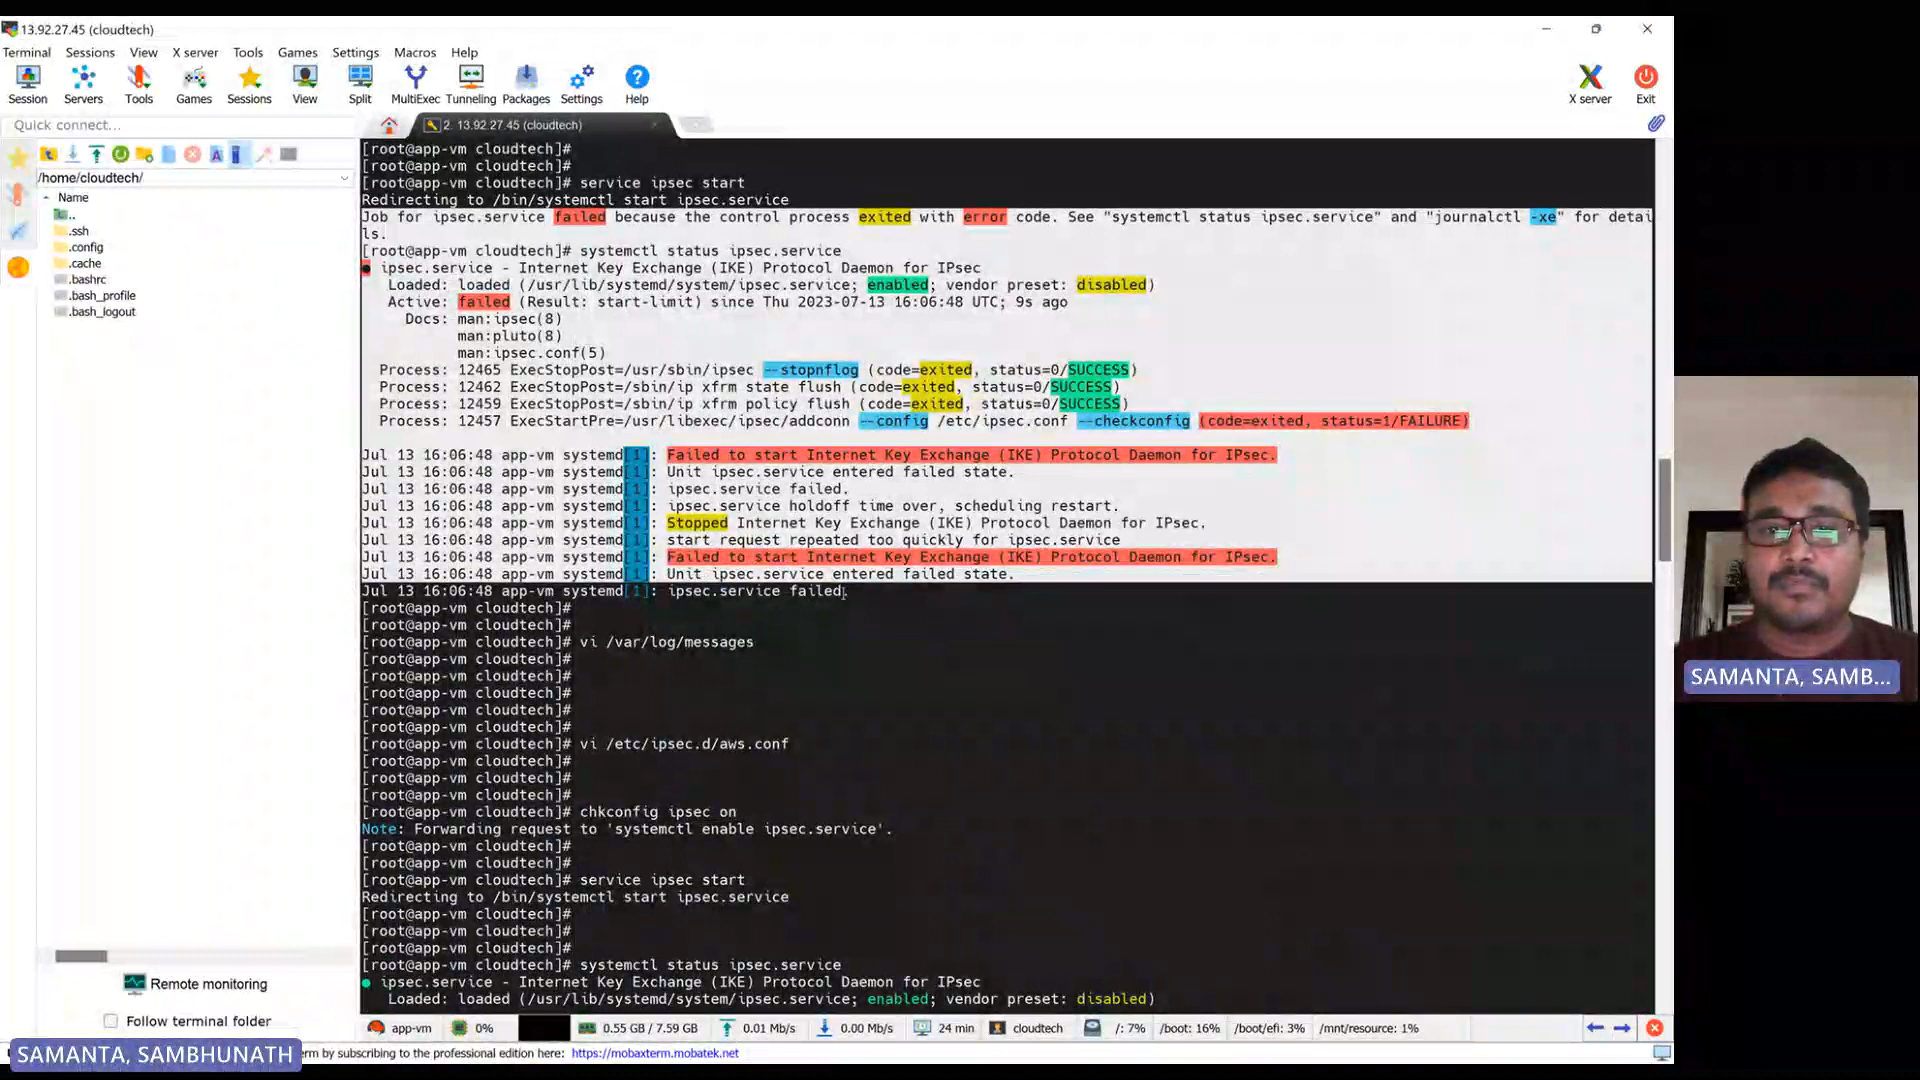 13.92.27.45 (cloudtech)
Terminal Sessions View X server Tools Games Settings Macros Help
Session Servers Tools Games Sessions View Split MultiExec Tunneling Packages Settings Help X server Exit
Quick connect...
2. 13.92.27.45 (cloudtech)
/home/cloudtech/
Name
..
.ssh
.config
.cache
.bashrc
.bash_profile
.bash_logout
[root@app-vm cloudtech]#
[root@app-vm cloudtech]#
[root@app-vm cloudtech]# service ipsec start
Redirecting to /bin/systemctl start ipsec.service
Job for ipsec.service failed because the control process exited with error code. See "systemctl status ipsec.service" and "journalctl -xe" for detai
ls.
[root@app-vm cloudtech]# systemctl status ipsec.service
● ipsec.service - Internet Key Exchange (IKE) Protocol Daemon for IPsec
Loaded: loaded (/usr/lib/systemd/system/ipsec.service; enabled; vendor preset: disabled)
Active: failed (Result: start-limit) since Thu 2023-07-13 16:06:48 UTC; 9s ago
Docs: man:ipsec(8)
man:pluto(8)
man:ipsec.conf(5)
Process: 12465 ExecStopPost=/usr/sbin/ipsec --stopnflog (code=exited, status=0/SUCCESS)
Process: 12462 ExecStopPost=/sbin/ip xfrm state flush (code=exited, status=0/SUCCESS)
Process: 12459 ExecStopPost=/sbin/ip xfrm policy flush (code=exited, status=0/SUCCESS)
Process: 12457 ExecStartPre=/usr/libexec/ipsec/addconn --config /etc/ipsec.conf --checkconfig (code=exited, status=1/FAILURE)
Jul 13 16:06:48 app-vm systemd[1]: Failed to start Internet Key Exchange (IKE) Protocol Daemon for IPsec.
Jul 13 16:06:48 app-vm systemd[1]: Unit ipsec.service entered failed state.
Jul 13 16:06:48 app-vm systemd[1]: ipsec.service failed.
Jul 13 16:06:48 app-vm systemd[1]: ipsec.service holdoff time over, scheduling restart.
Jul 13 16:06:48 app-vm systemd[1]: Stopped Internet Key Exchange (IKE) Protocol Daemon for IPsec.
Jul 13 16:06:48 app-vm systemd[1]: start request repeated too quickly for ipsec.service
Jul 13 16:06:48 app-vm systemd[1]: Failed to start Internet Key Exchange (IKE) Protocol Daemon for IPsec.
Jul 13 16:06:48 app-vm systemd[1]: Unit ipsec.service entered failed state.
Jul 13 16:06:48 app-vm systemd[1]: ipsec.service failed.
[root@app-vm cloudtech]#
[root@app-vm cloudtech]#
[root@app-vm cloudtech]# vi /var/log/messages
[root@app-vm cloudtech]#
[root@app-vm cloudtech]#
[root@app-vm cloudtech]#
[root@app-vm cloudtech]#
[root@app-vm cloudtech]#
[root@app-vm cloudtech]# vi /etc/ipsec.d/aws.conf
[root@app-vm cloudtech]#
[root@app-vm cloudtech]#
[root@app-vm cloudtech]#
[root@app-vm cloudtech]# chkconfig ipsec on
Note: Forwarding request to 'systemctl enable ipsec.service'.
[root@app-vm cloudtech]#
[root@app-vm cloudtech]#
[root@app-vm cloudtech]# service ipsec start
Redirecting to /bin/systemctl start ipsec.service
[root@app-vm cloudtech]#
[root@app-vm cloudtech]#
[root@app-vm cloudtech]#
[root@app-vm cloudtech]# systemctl status ipsec.service
● ipsec.service - Internet Key Exchange (IKE) Protocol Daemon for IPsec
Loaded: loaded (/usr/lib/systemd/system/ipsec.service; enabled; vendor preset: disabled)
Remote monitoring
Follow terminal folder
app-vm 0% 0.55 GB / 7.59 GB 0.01 Mb/s 0.00 Mb/s 24 min cloudtech /: 7% /boot: 16% /boot/efi: 3% /mnt/resource: 1%
SAMANTA, SAMBHUNATH
by subscribing to the professional edition here: https://mobaxterm.mobatek.net
SAMANTA, SAMB...